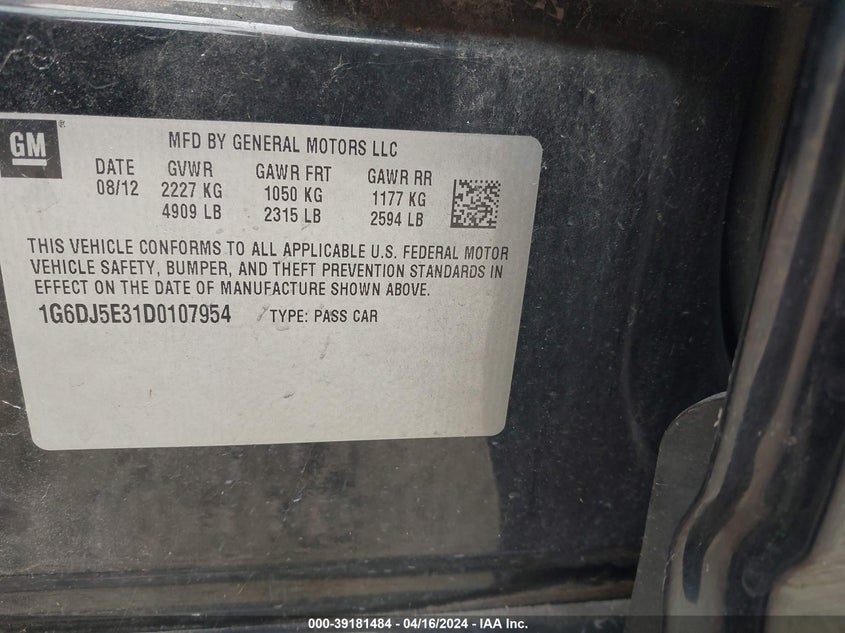 GM
MFD BY GENERAL MOTORS LLC
DATE GVWR GAWR FRT GAWR RR
08/12 2227 KG 1050 KG 1177 KG
4909 LB 2315 LB 2594 LB
THIS VEHICLE CONFORMS TO ALL APPLICABLE U.S. FEDERAL MOTOR
VEHICLE SAFETY, BUMPER, AND THEFT PREVENTION STANDARDS IN
EFFECT ON THE DATE OF MANUFACTURE SHOWN ABOVE.
1G6DJ5E31D0107954 TYPE: PASS CAR
000-39181484 - 04/16/2024 - IAA Inc.